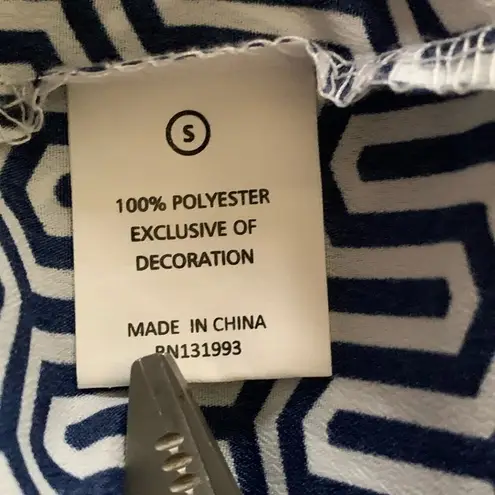 S
100% POLYESTER
EXCLUSIVE OF
DECORATION
MADE IN CHINA
RN131993